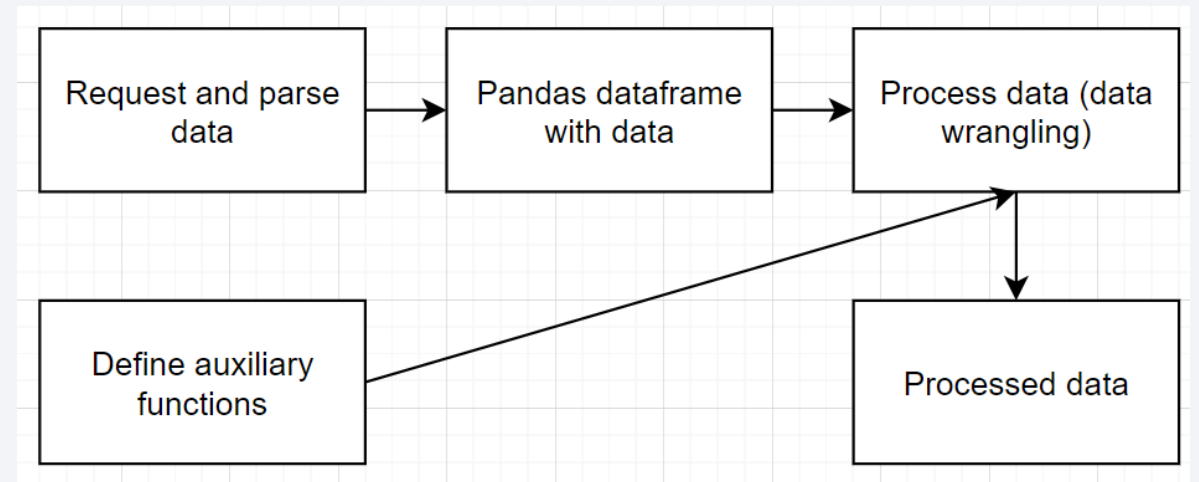 Request and parse
data
Pandas dataframe
with data
Process data (data
wrangling)
Define auxiliary
functions
Processed data